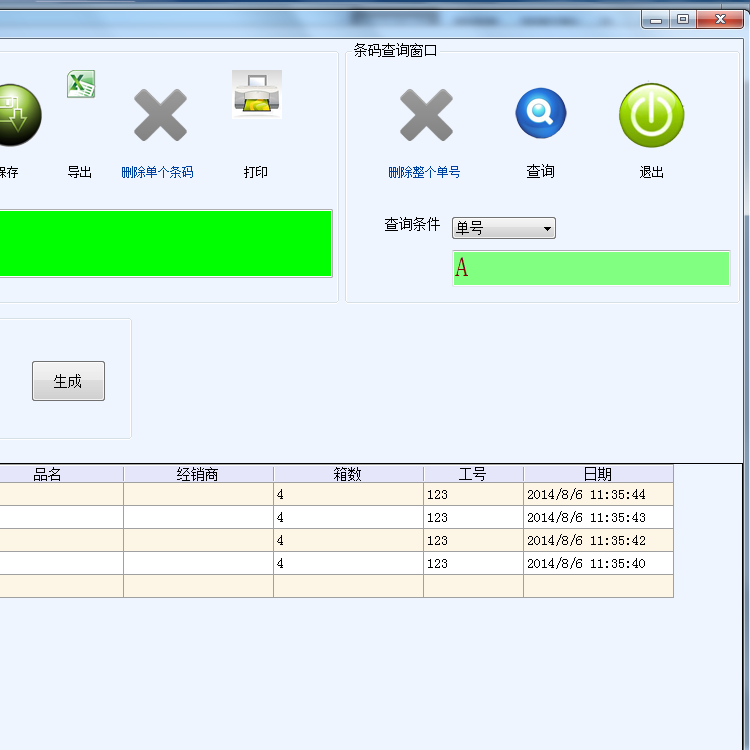 条码查询窗口
保存 导出 删除单个条码 打印 删除整个单号 查询 退出
查询条件 单号
A
生成
品名 经销商 箱数 工号 日期
4 123 2014/8/6 11:35:44
4 123 2014/8/6 11:35:43
4 123 2014/8/6 11:35:42
4 123 2014/8/6 11:35:40